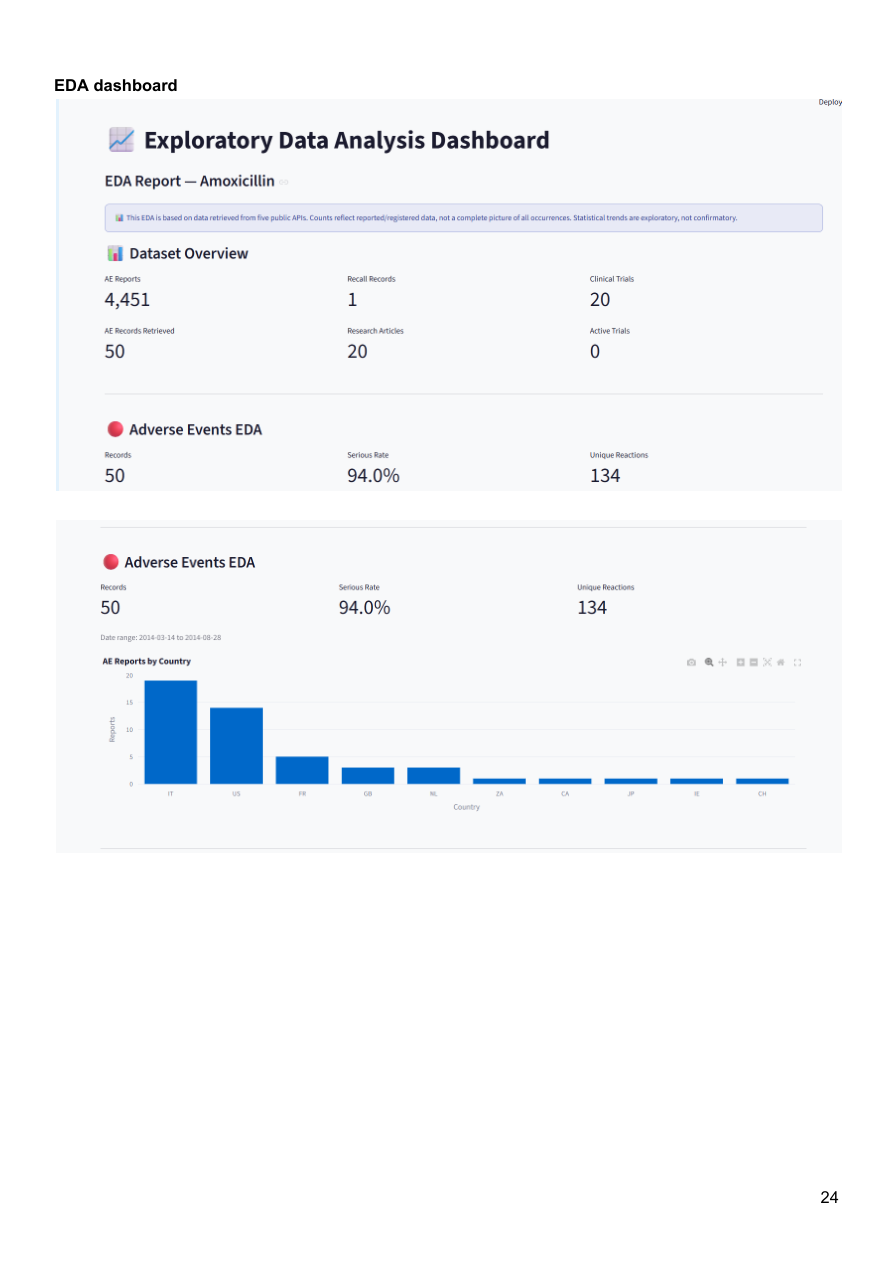 EDA dashboard
Deploy
Exploratory Data Analysis Dashboard
EDA Report — Amoxicillin
This EDA is based on data retrieved from five public APIs. Counts reflect reported/registered data, not a complete picture of all occurrences. Statistical trends are exploratory, not confirmatory.
Dataset Overview
AE Reports Recall Records Clinical Trials
4,451 1 20
AE Records Retrieved Research Articles Active Trials
50 20 0
Adverse Events EDA
Records Serious Rate Unique Reactions
50 94.0% 134
Adverse Events EDA
Records Serious Rate Unique Reactions
50 94.0% 134
Date range: 2014-03-14 to 2014-08-28
AE Reports by Country
20
15
10
5
0
Reports
IT US FR GB NL ZA CA JP IE CH
Country
24